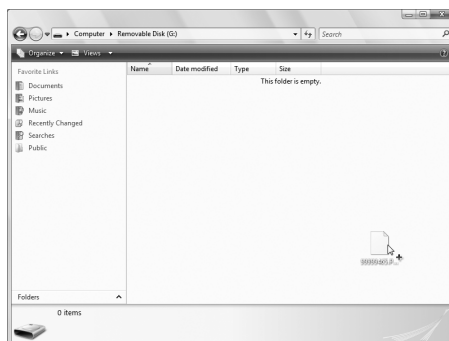 Computer ▸ Removable Disk (G:)
Search
Organize ▾ Views ▾
Favorite Links
Documents
Pictures
Music
Recently Changed
Searches
Public
Name Date modified Type Size
This folder is empty.
Folders
0 items